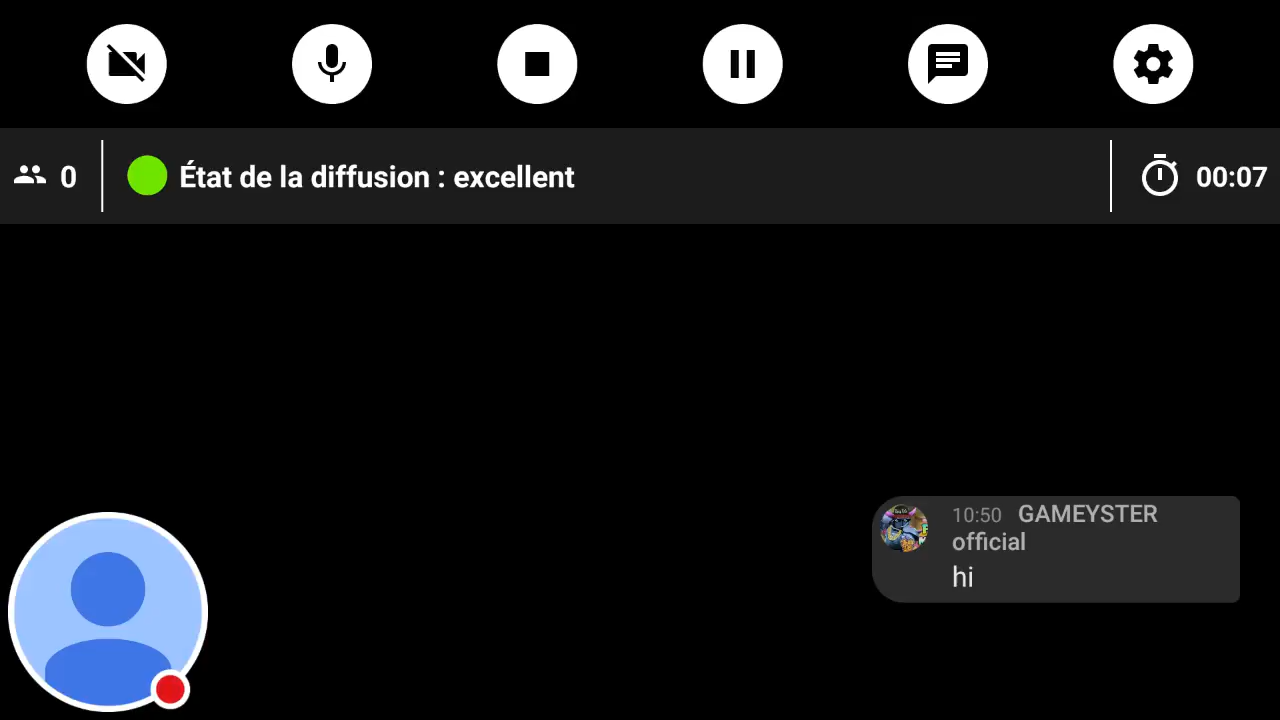 0
État de la diffusion : excellent
00:07
10:50 GAMEYSTER
official
hi